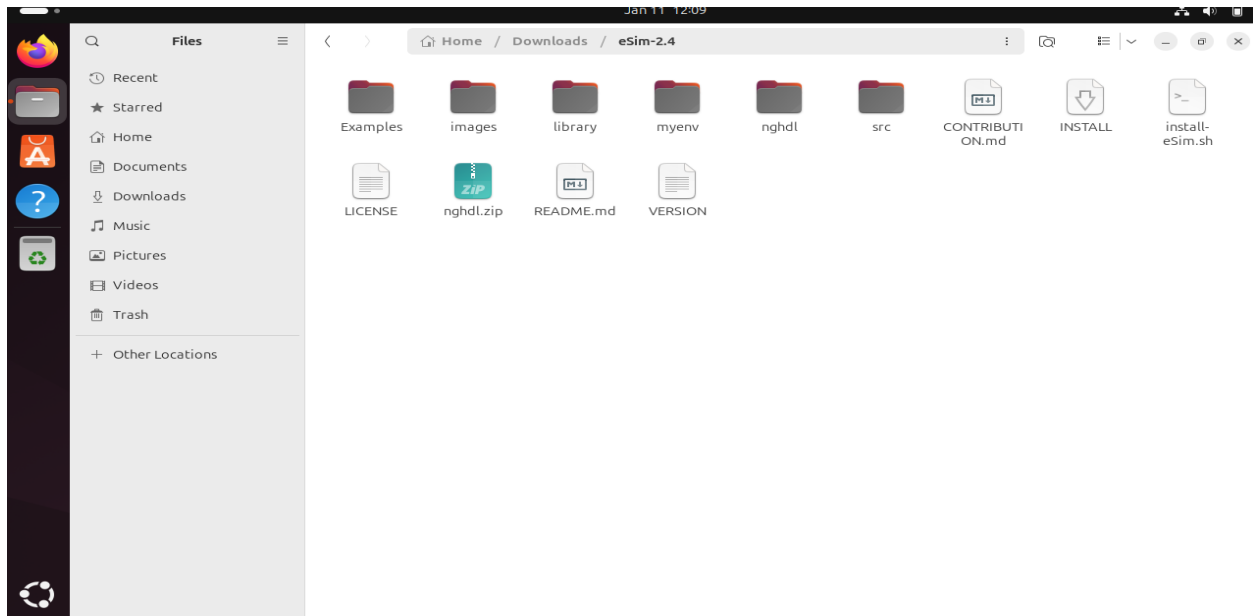 Jan 11 12:09
Files
Home / Downloads / eSim-2.4
Recent
Starred
Home
Documents
Downloads
Music
Pictures
Videos
Trash
+ Other Locations
Examples
images
library
myenv
nghdl
src
CONTRIBUTI
ON.md
INSTALL
install-
eSim.sh
LICENSE
ZIP
nghdl.zip
README.md
VERSION